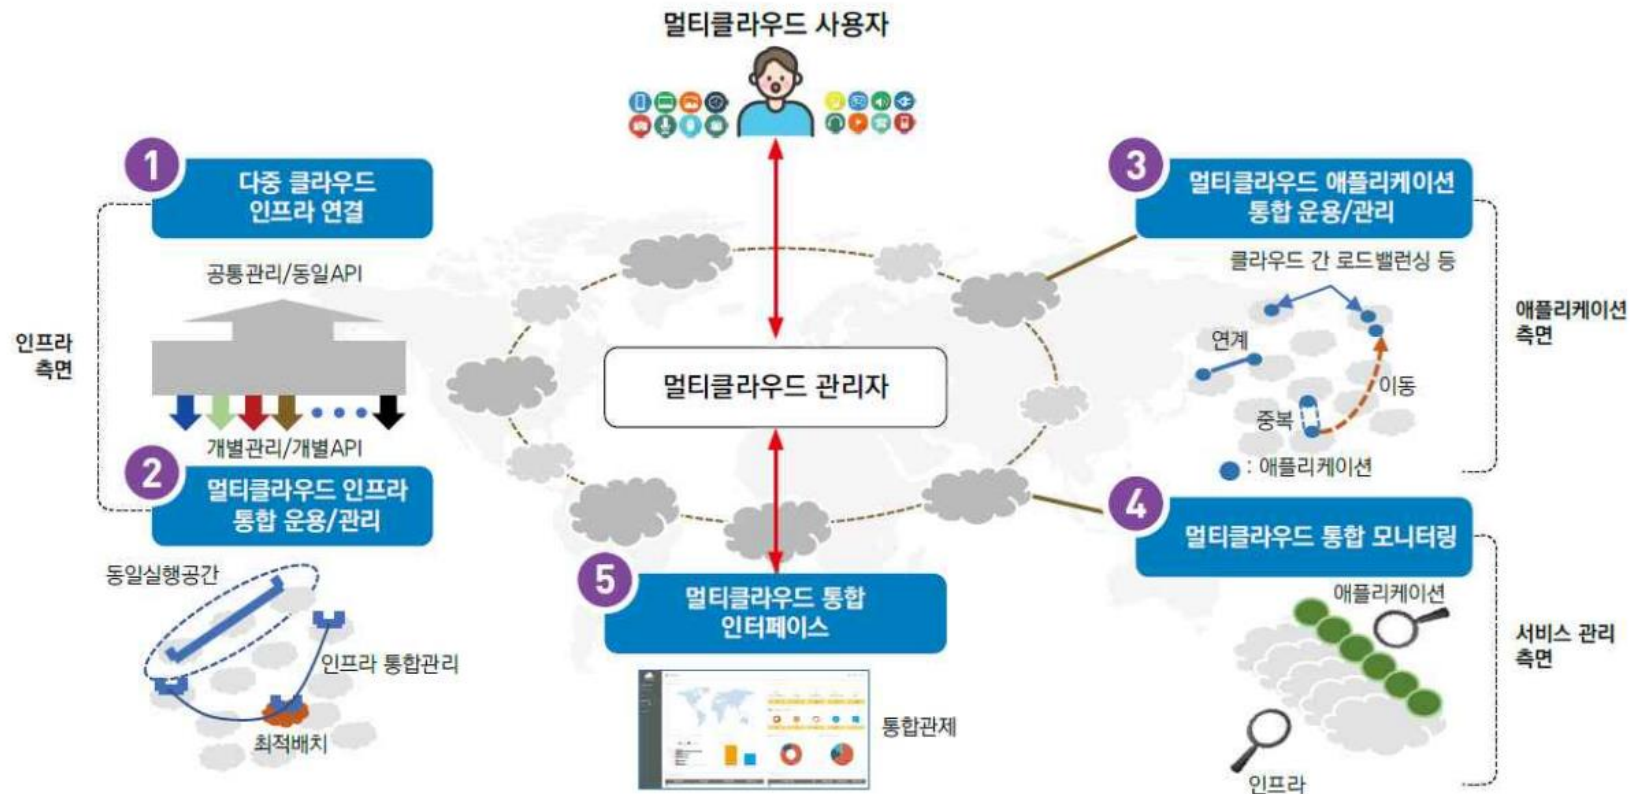 멀티클라우드 사용자
1
다중 클라우드
인프라 연결
공통관리/동일API
개별관리/개별API
인프라
측면
2
멀티클라우드 인프라
통합 운용/관리
동일실행공간
인프라 통합관리
최적배치
멀티클라우드 관리자
5
멀티클라우드 통합
인터페이스
통합관제
3
멀티클라우드 애플리케이션
통합 운용/관리
클라우드 간 로드밸런싱 등
연계
이동
중복
: 애플리케이션
애플리케이션
측면
4
멀티클라우드 통합 모니터링
애플리케이션
인프라
서비스 관리
측면